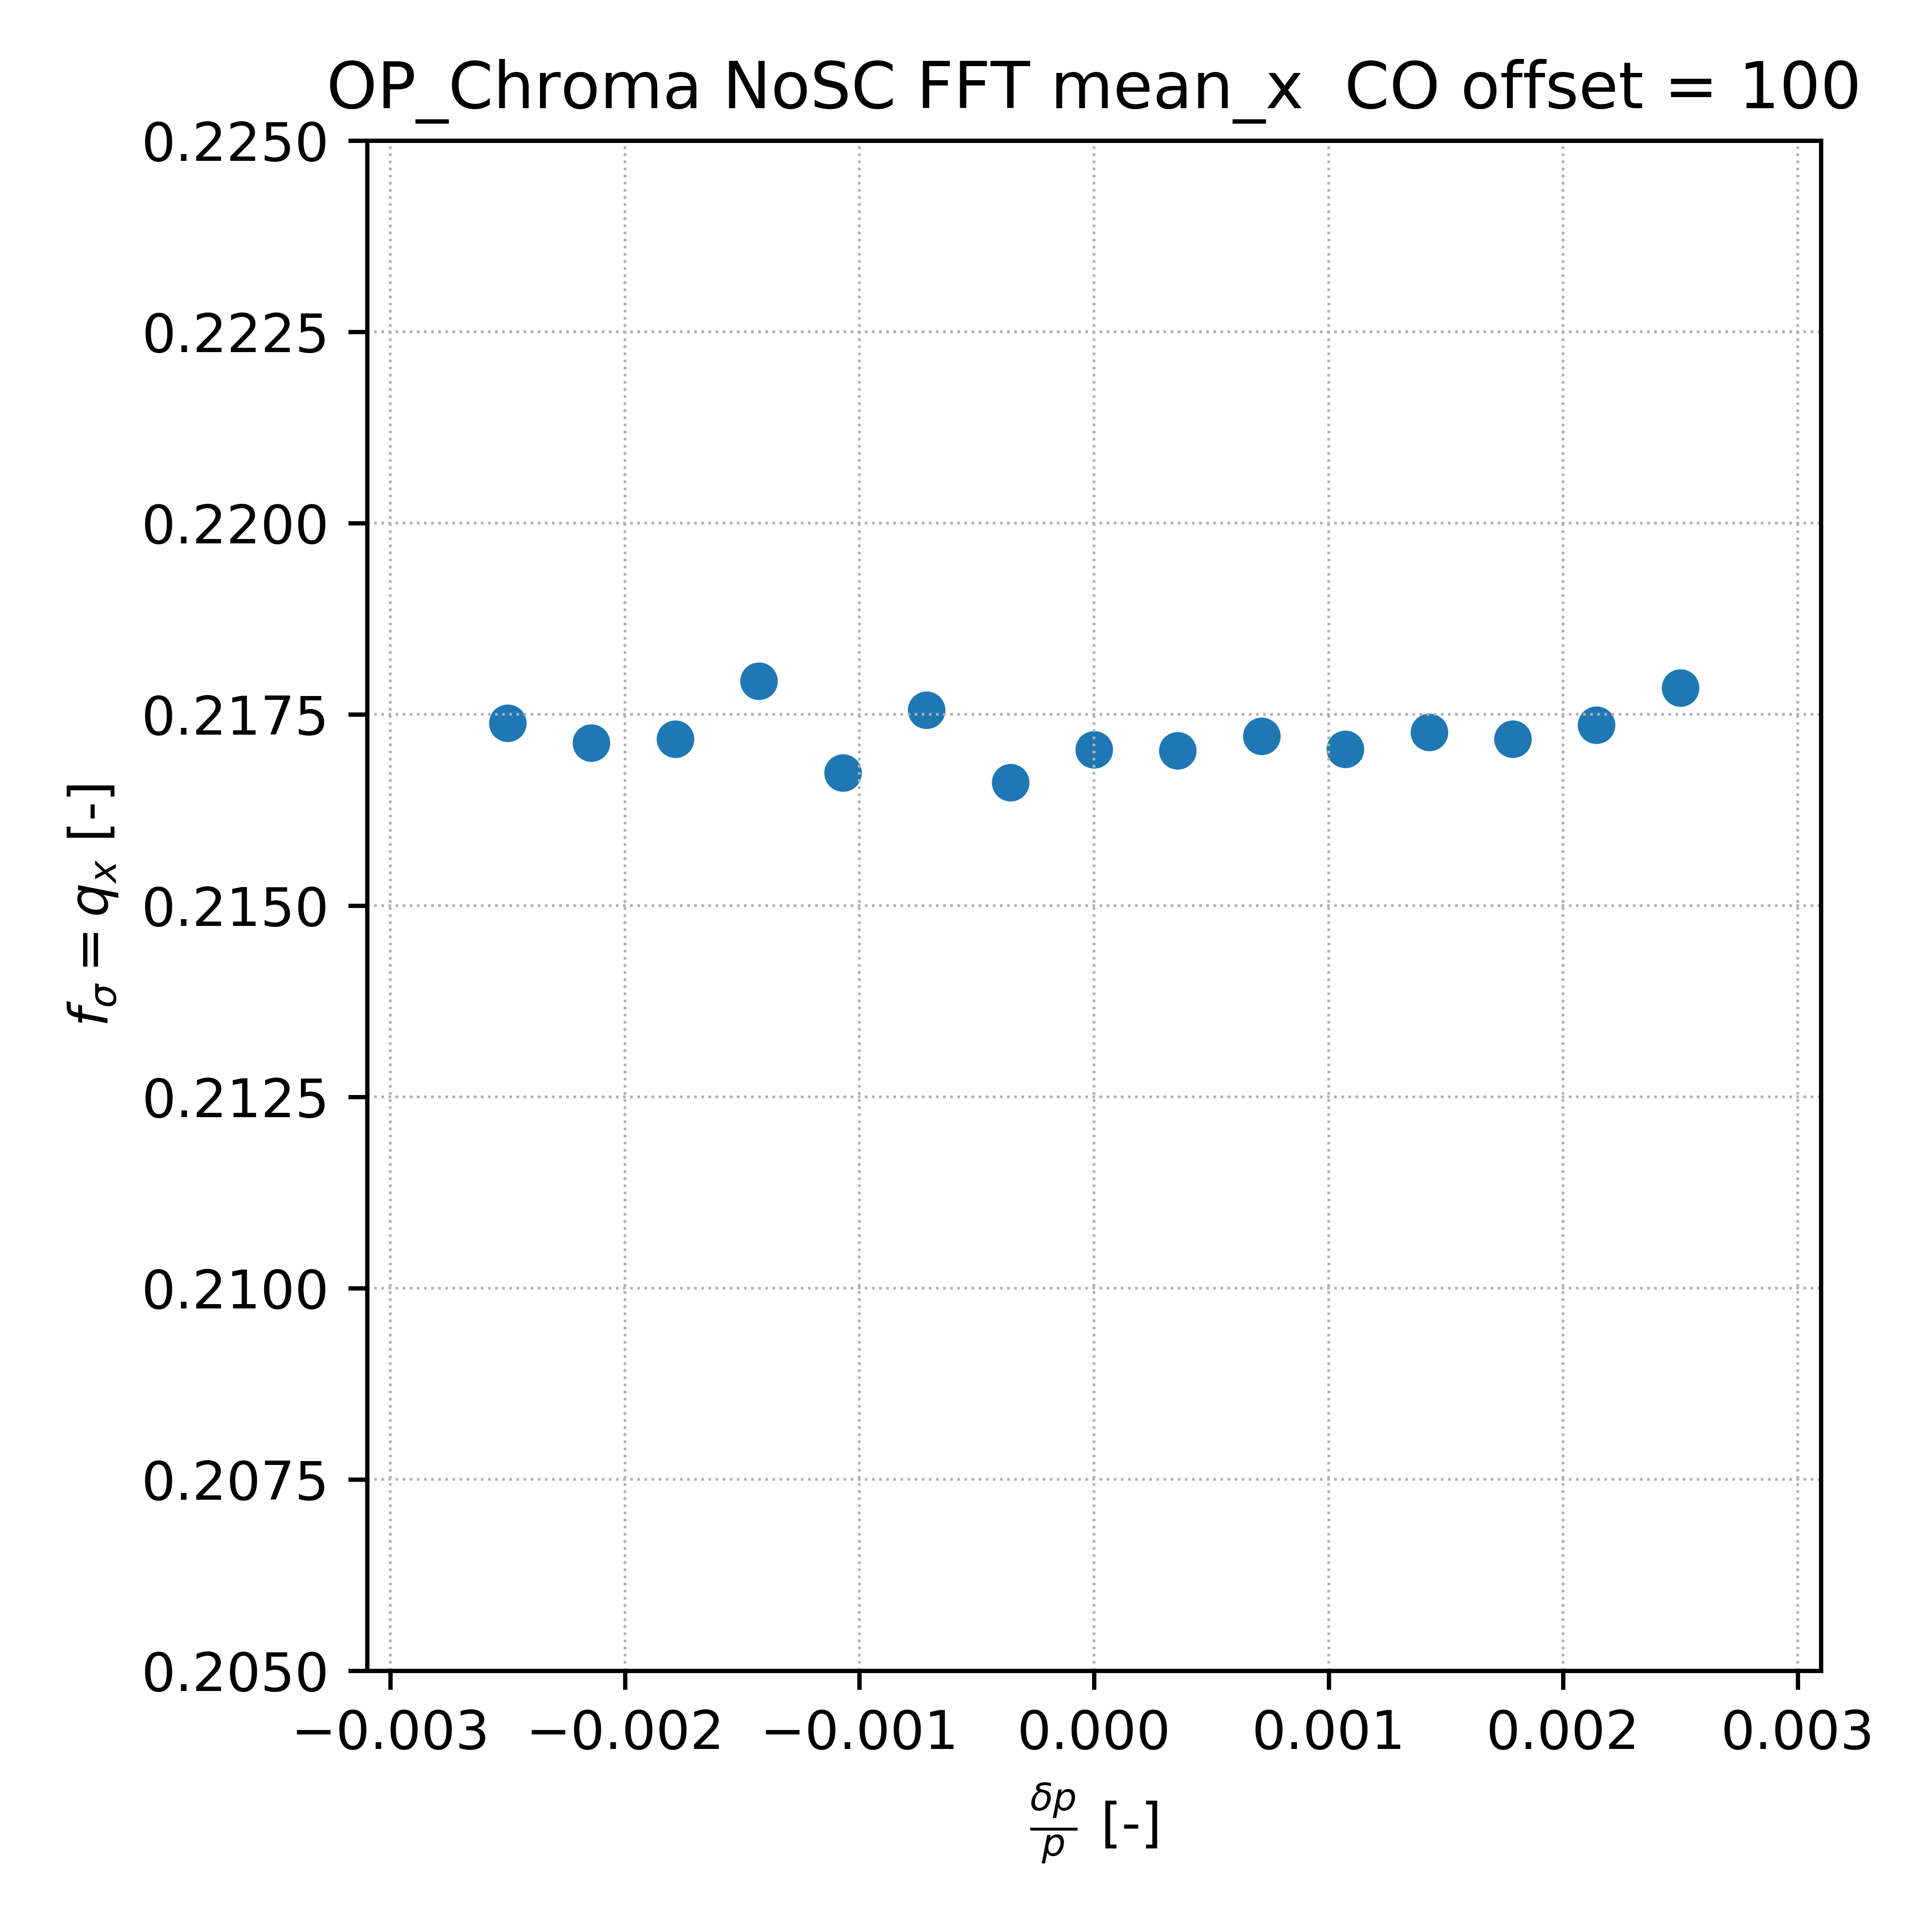 OP_Chroma NoSC FFT mean_x  CO offset = 100
0.2250
0.2225
0.2200
0.2175
0.2150
0.2125
0.2100
0.2075
0.2050
f_σ = q_x [-]
−0.003 −0.002 −0.001 0.000 0.001 0.002 0.003
δp/p [-]